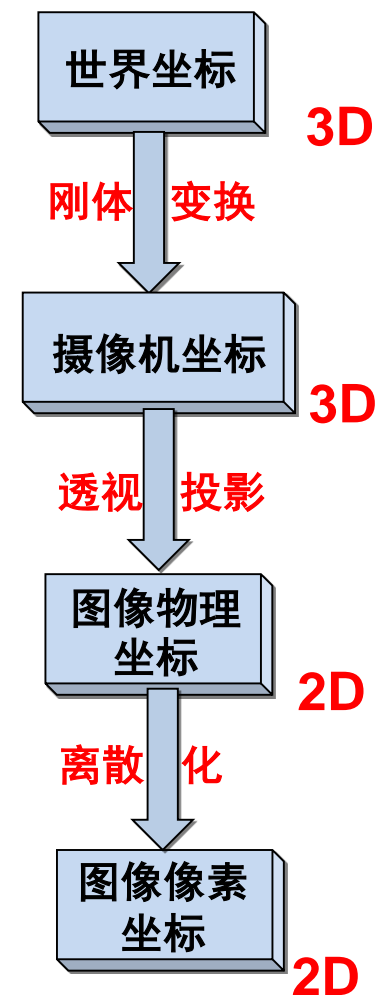 世界坐标
3D
刚体 变换
摄像机坐标
3D
透视 投影
图像物理
坐标
2D
离散 化
图像像素
坐标
2D